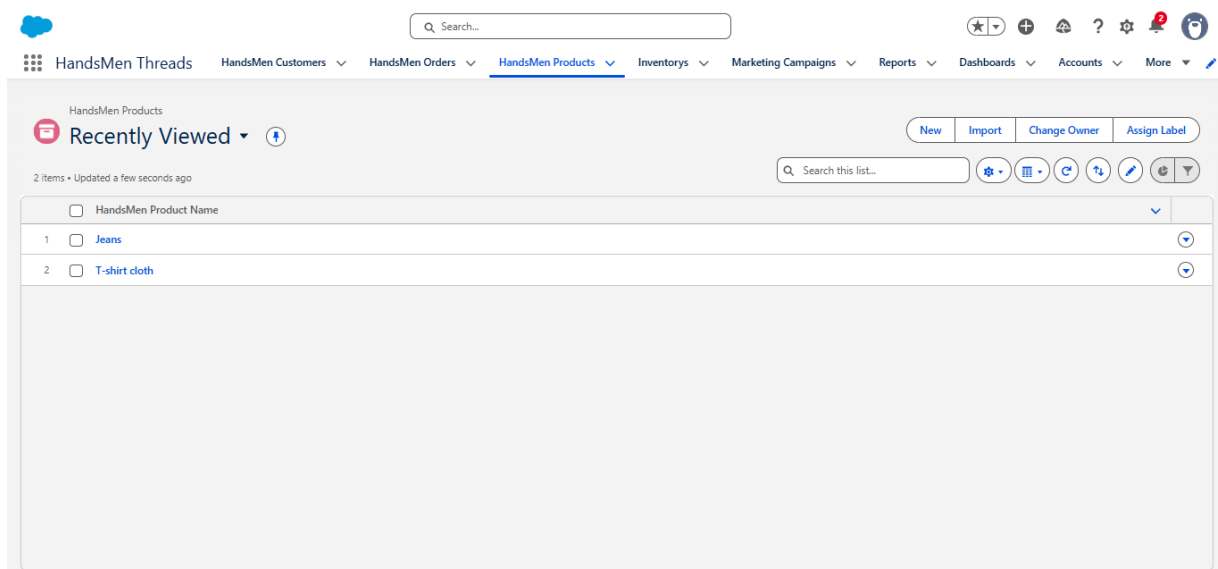 Search...
2
HandsMen Threads HandsMen Customers HandsMen Orders HandsMen Products Inventorys Marketing Campaigns Reports Dashboards Accounts More
HandsMen Products
Recently Viewed
New Import Change Owner Assign Label
2 items • Updated a few seconds ago
Search this list...
HandsMen Product Name
1 Jeans
2 T-shirt cloth